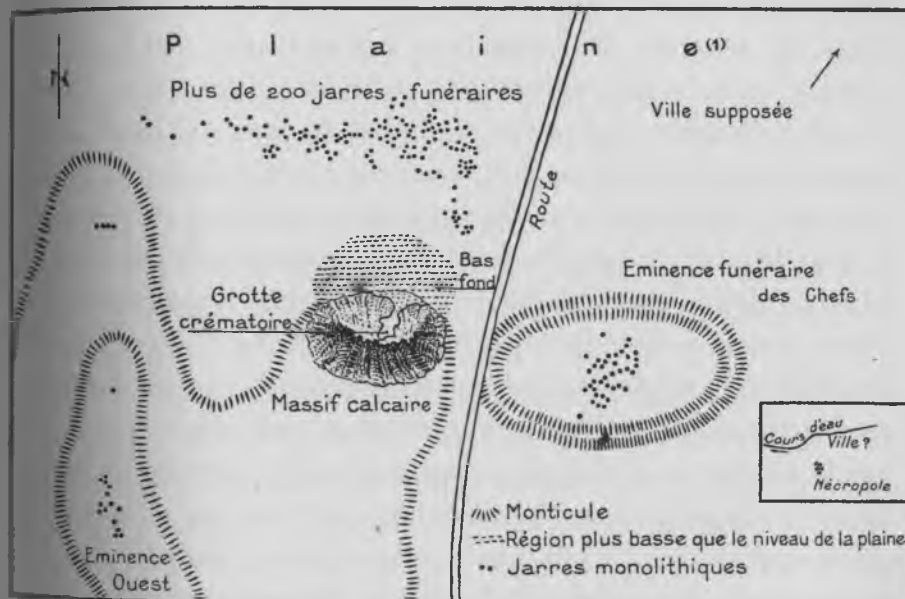 N
Plaine (1)
Plus de 200 jarres funéraires
Ville supposée
Route
Bas
fond
Eminence funéraire
des Chefs
Grotte
crématoire
Massif calcaire
Cours d'eau
Ville ?
Nécropole
Eminence
Ouest
Monticule
Région plus basse que le niveau de la plaine
Jarres monolithiques